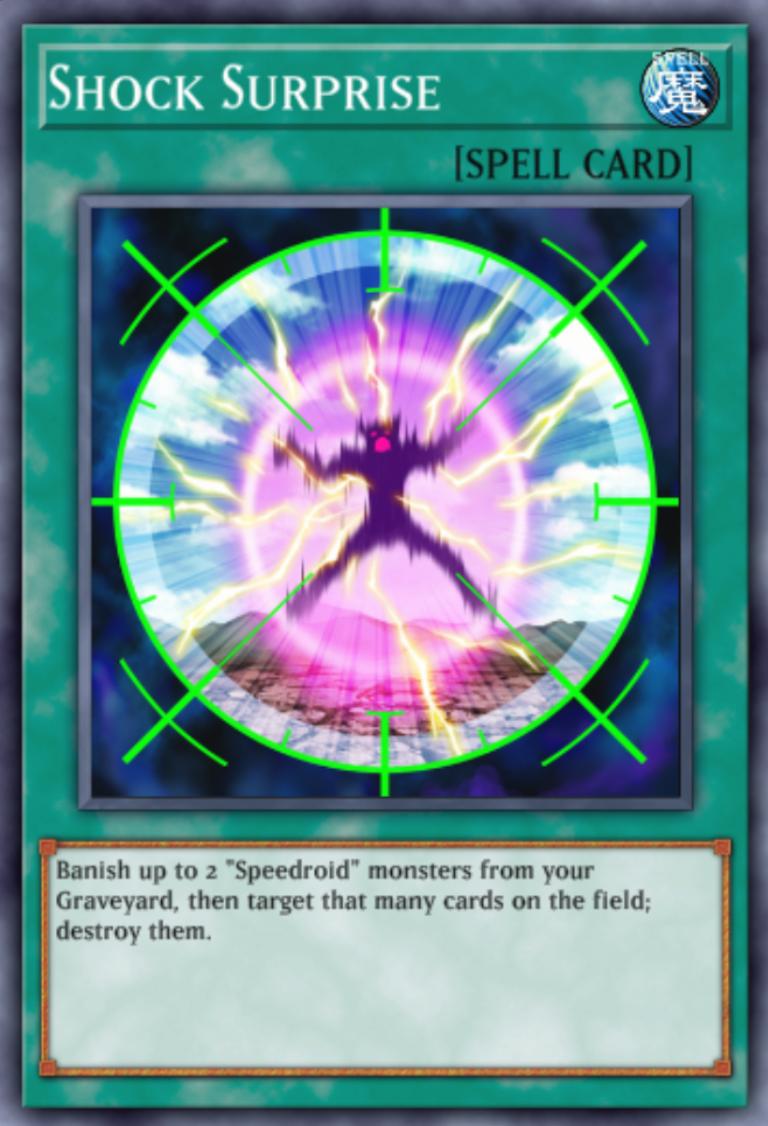 SHOCK SURPRISE
SPELL
魔
[SPELL CARD]
Banish up to 2 "Speedroid" monsters from your
Graveyard, then target that many cards on the field;
destroy them.